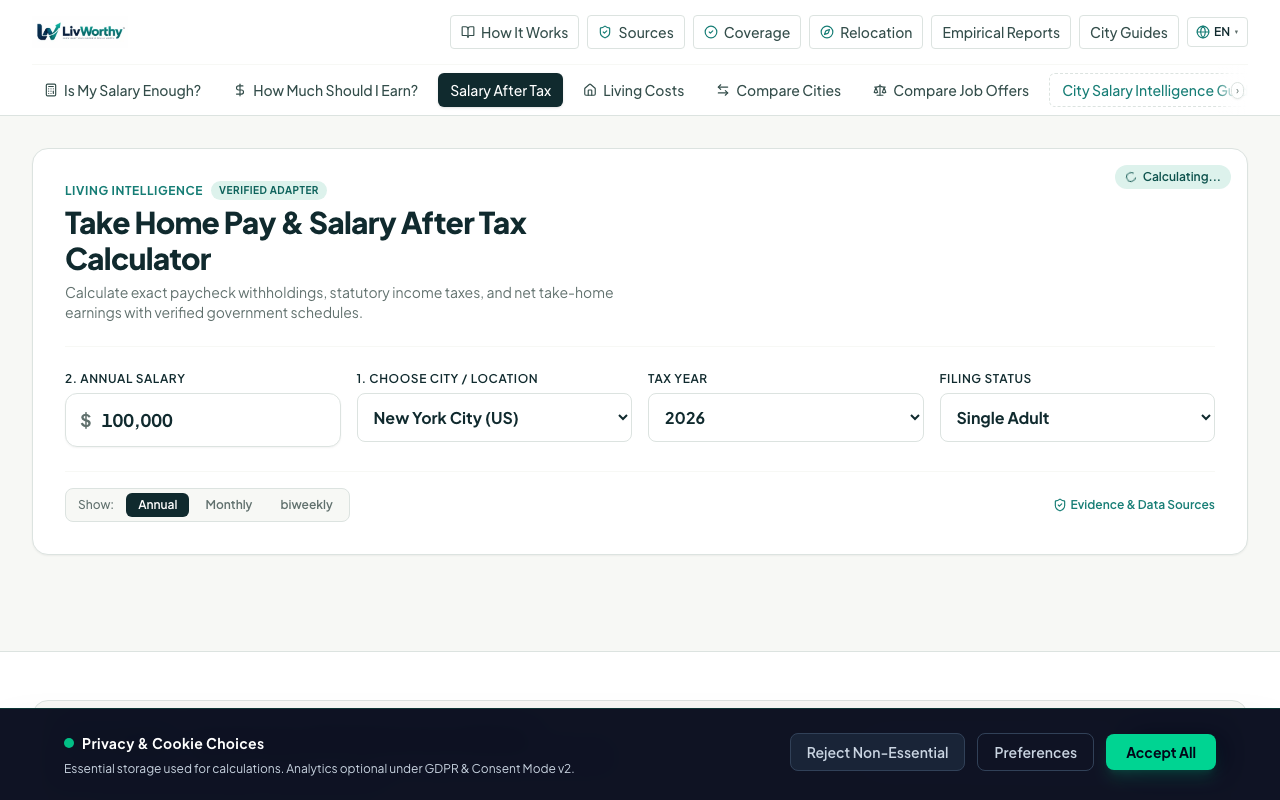 LivWorthy
How It Works
Sources
Coverage
Relocation
Empirical Reports
City Guides
EN
Is My Salary Enough?
How Much Should I Earn?
Salary After Tax
Living Costs
Compare Cities
Compare Job Offers
City Salary Intelligence
Calculating...
LIVING INTELLIGENCE
VERIFIED ADAPTER
Take Home Pay & Salary After Tax
Calculator
Calculate exact paycheck withholdings, statutory income taxes, and net take-home
earnings with verified government schedules.
2. ANNUAL SALARY
1. CHOOSE CITY / LOCATION
TAX YEAR
FILING STATUS
$ 100,000
New York City (US)
2026
Single Adult
Show:
Annual
Monthly
biweekly
Evidence & Data Sources
Privacy & Cookie Choices
Essential storage used for calculations. Analytics optional under GDPR & Consent Mode v2.
Reject Non-Essential
Preferences
Accept All